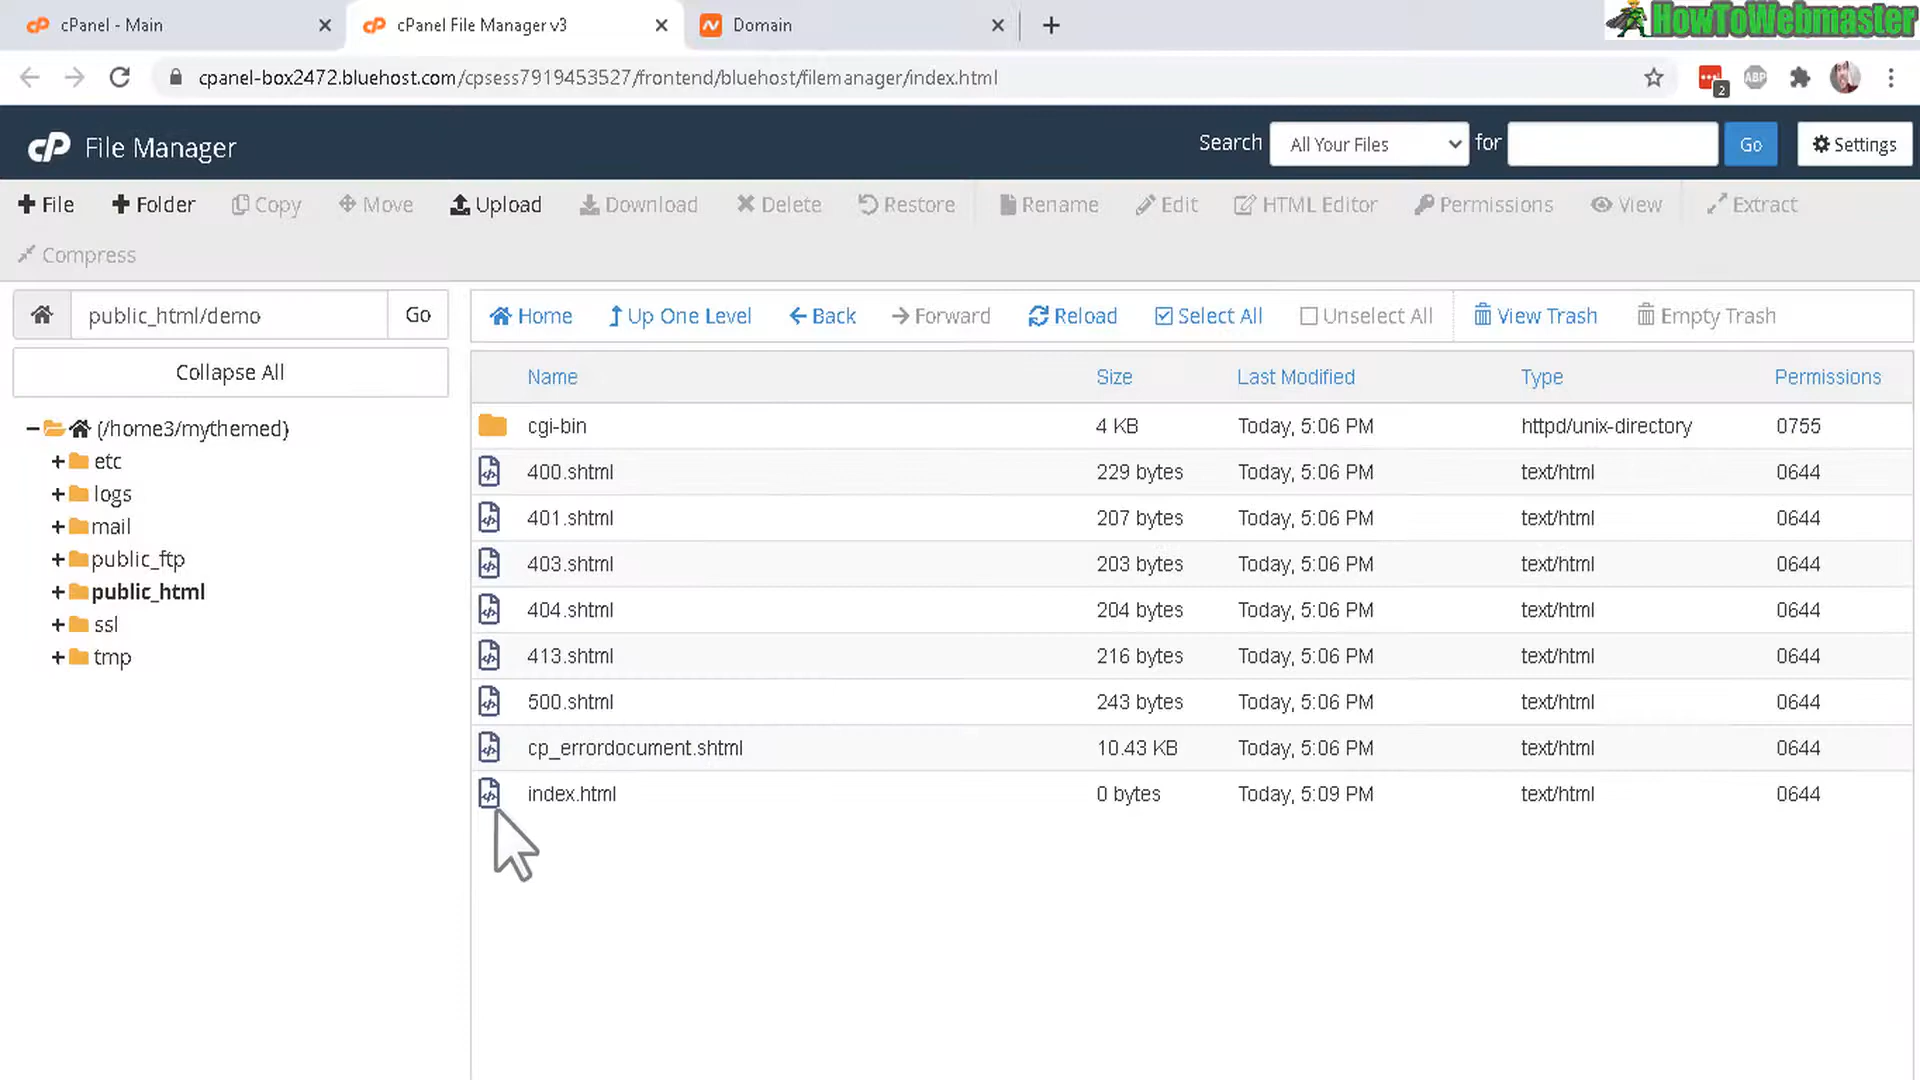 cPanel - Main
cPanel File Manager v3
Domain
HowToWebmaster
cpanel-box2472.bluehost.com/cpsess7919453527/frontend/bluehost/filemanager/index.html
2
ABP
cP File Manager
Search All Your Files for Go Settings
File Folder Copy Move Upload Download Delete Restore Rename Edit HTML Editor Permissions View Extract
Compress
public_html/demo Go
Home Up One Level Back Forward Reload Select All Unselect All View Trash Empty Trash
Collapse All
(/home3/mythemed)
etc
logs
mail
public_ftp
public_html
ssl
tmp
Name Size Last Modified Type Permissions
cgi-bin 4 KB Today, 5:06 PM httpd/unix-directory 0755
400.shtml 229 bytes Today, 5:06 PM text/html 0644
401.shtml 207 bytes Today, 5:06 PM text/html 0644
403.shtml 203 bytes Today, 5:06 PM text/html 0644
404.shtml 204 bytes Today, 5:06 PM text/html 0644
413.shtml 216 bytes Today, 5:06 PM text/html 0644
500.shtml 243 bytes Today, 5:06 PM text/html 0644
cp_errordocument.shtml 10.43 KB Today, 5:06 PM text/html 0644
index.html 0 bytes Today, 5:09 PM text/html 0644